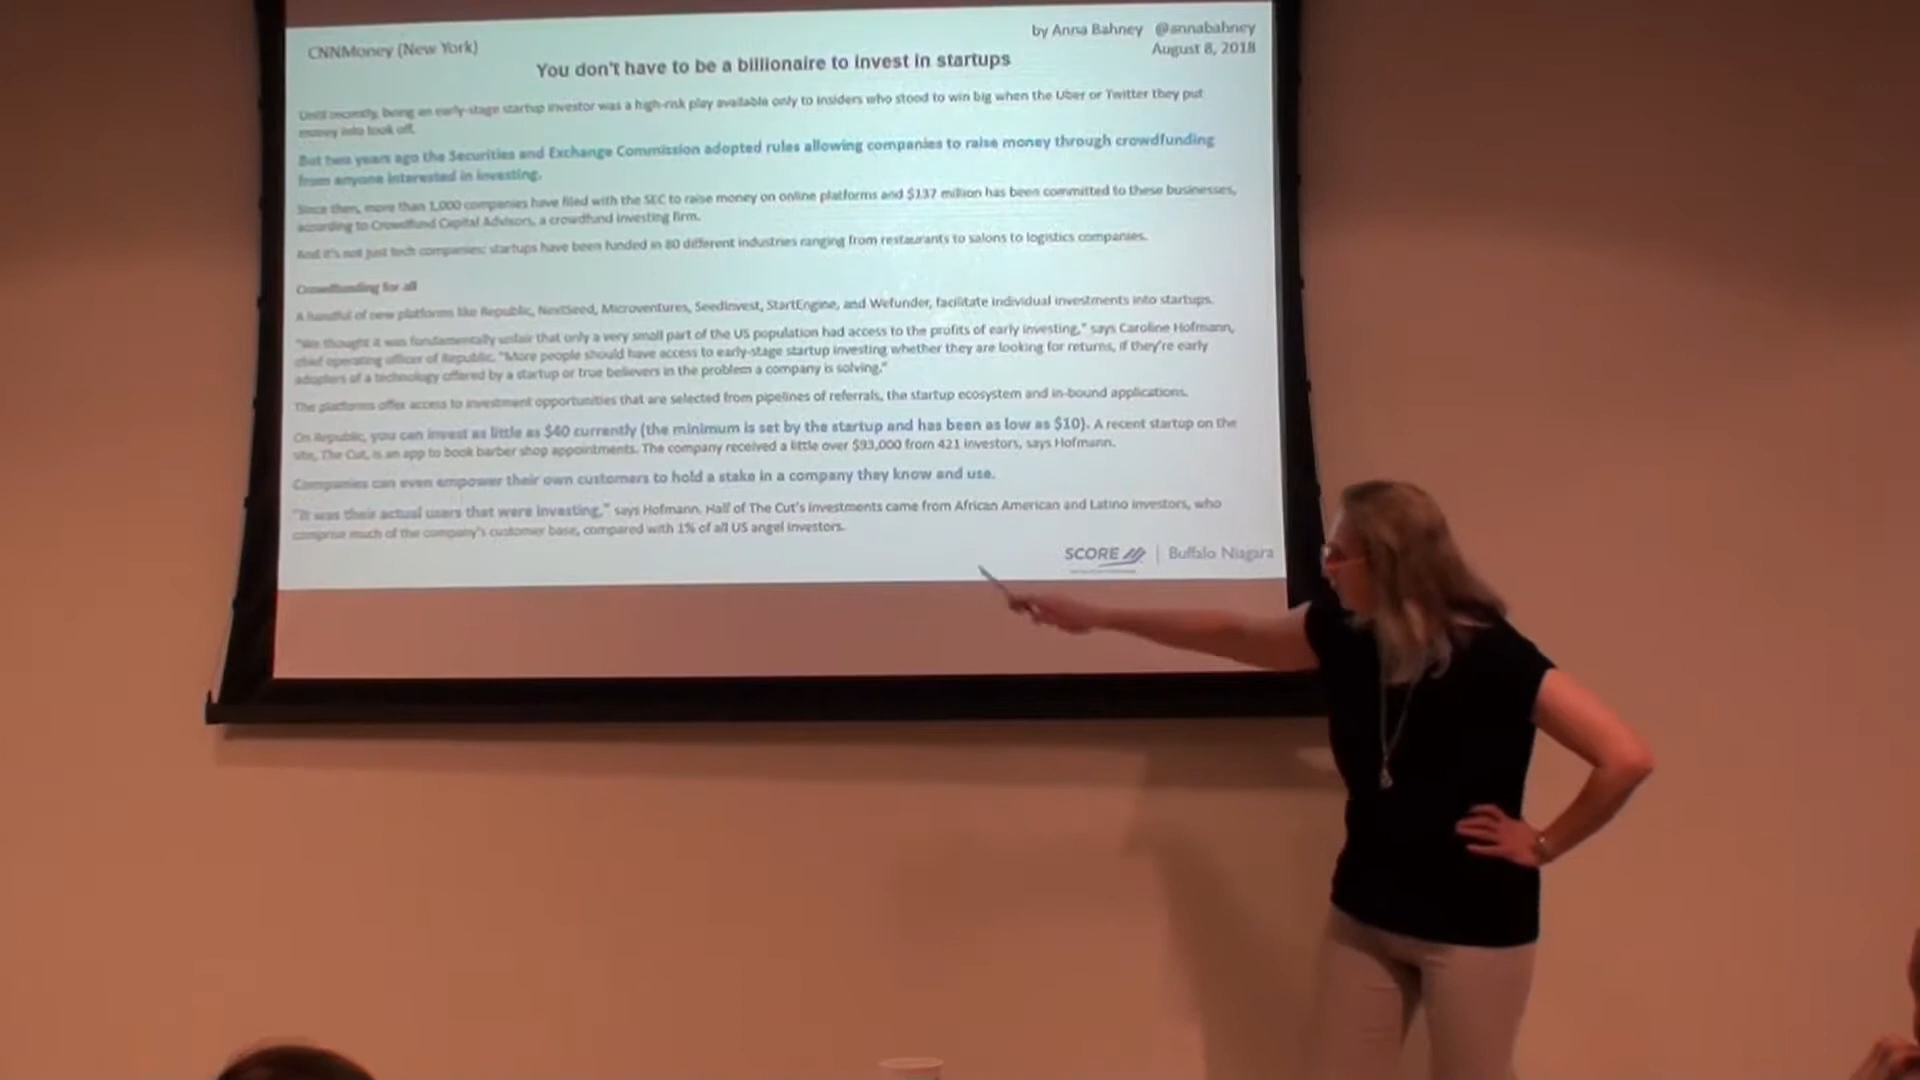 CNNMoney (New York)
by Anna Bahney @annabahney
August 8, 2018
You don't have to be a billionaire to invest in startups
Until recently, being an early-stage startup investor was a high-risk play available only to insiders who stood to win big when the Uber or Twitter they put
money into took off.
But two years ago the Securities and Exchange Commission adopted rules allowing companies to raise money through crowdfunding
from anyone interested in investing.
Since then, more than 1,000 companies have filed with the SEC to raise money on online platforms and $137 million has been committed to these businesses,
according to Crowdfund Capital Advisors, a crowdfund investing firm.
And it's not just tech companies: startups have been funded in 80 different industries ranging from restaurants to salons to logistics companies.
Crowdfunding for all
A handful of new platforms like Republic, NextSeed, Microventures, SeedInvest, StartEngine, and Wefunder, facilitate individual investments into startups.
"We thought it was fundamentally unfair that only a very small part of the US population had access to the profits of early investing," says Caroline Hofmann,
chief operating officer of Republic. "More people should have access to early-stage startup investing whether they are looking for returns, if they're early
adopters of a technology offered by a startup or true believers in the problem a company is solving."
The platforms offer access to investment opportunities that are selected from pipelines of referrals, the startup ecosystem and in-bound applications.
On Republic, you can invest as little as $40 currently (the minimum is set by the startup and has been as low as $10). A recent startup on the
site, The Cut, is an app to book barber shop appointments. The company received a little over $93,000 from 421 investors, says Hofmann.
Companies can even empower their own customers to hold a stake in a company they know and use.
"It was their actual users that were investing," says Hofmann. Half of The Cut's investments came from African American and Latino investors, who
comprise much of the company's customer base, compared with 1% of all US angel investors.
SCORE | Buffalo Niagara